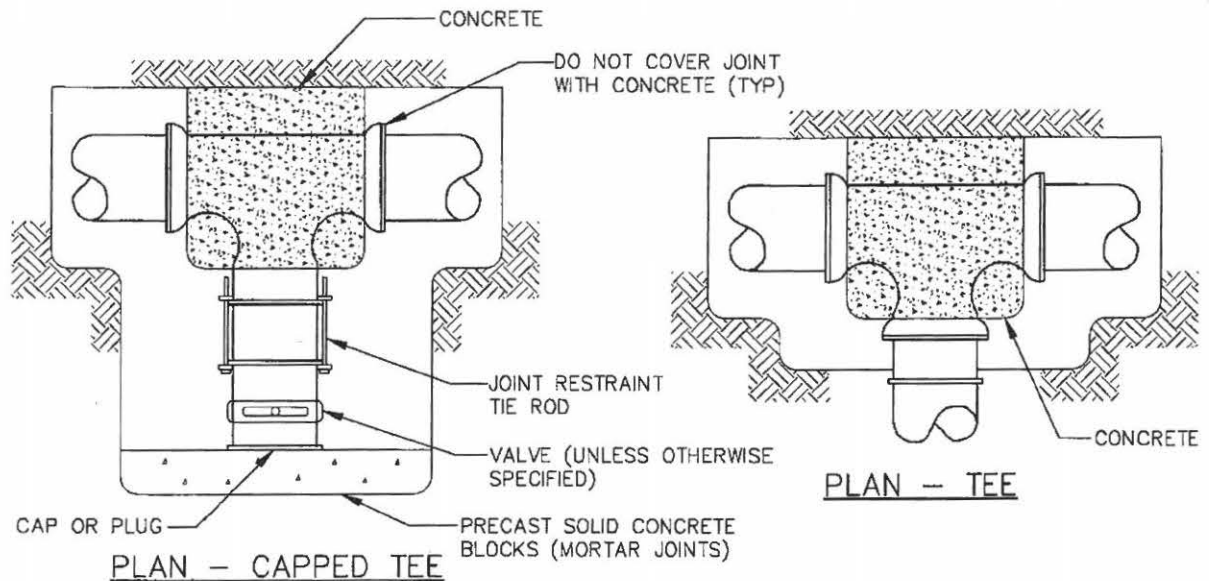 CONCRETE
DO NOT COVER JOINT
WITH CONCRETE (TYP)
JOINT RESTRAINT
TIE ROD
VALVE (UNLESS OTHERWISE
SPECIFIED)
CAP OR PLUG
PRECAST SOLID CONCRETE
BLOCKS (MORTAR JOINTS)
PLAN - CAPPED TEE
CONCRETE
PLAN - TEE